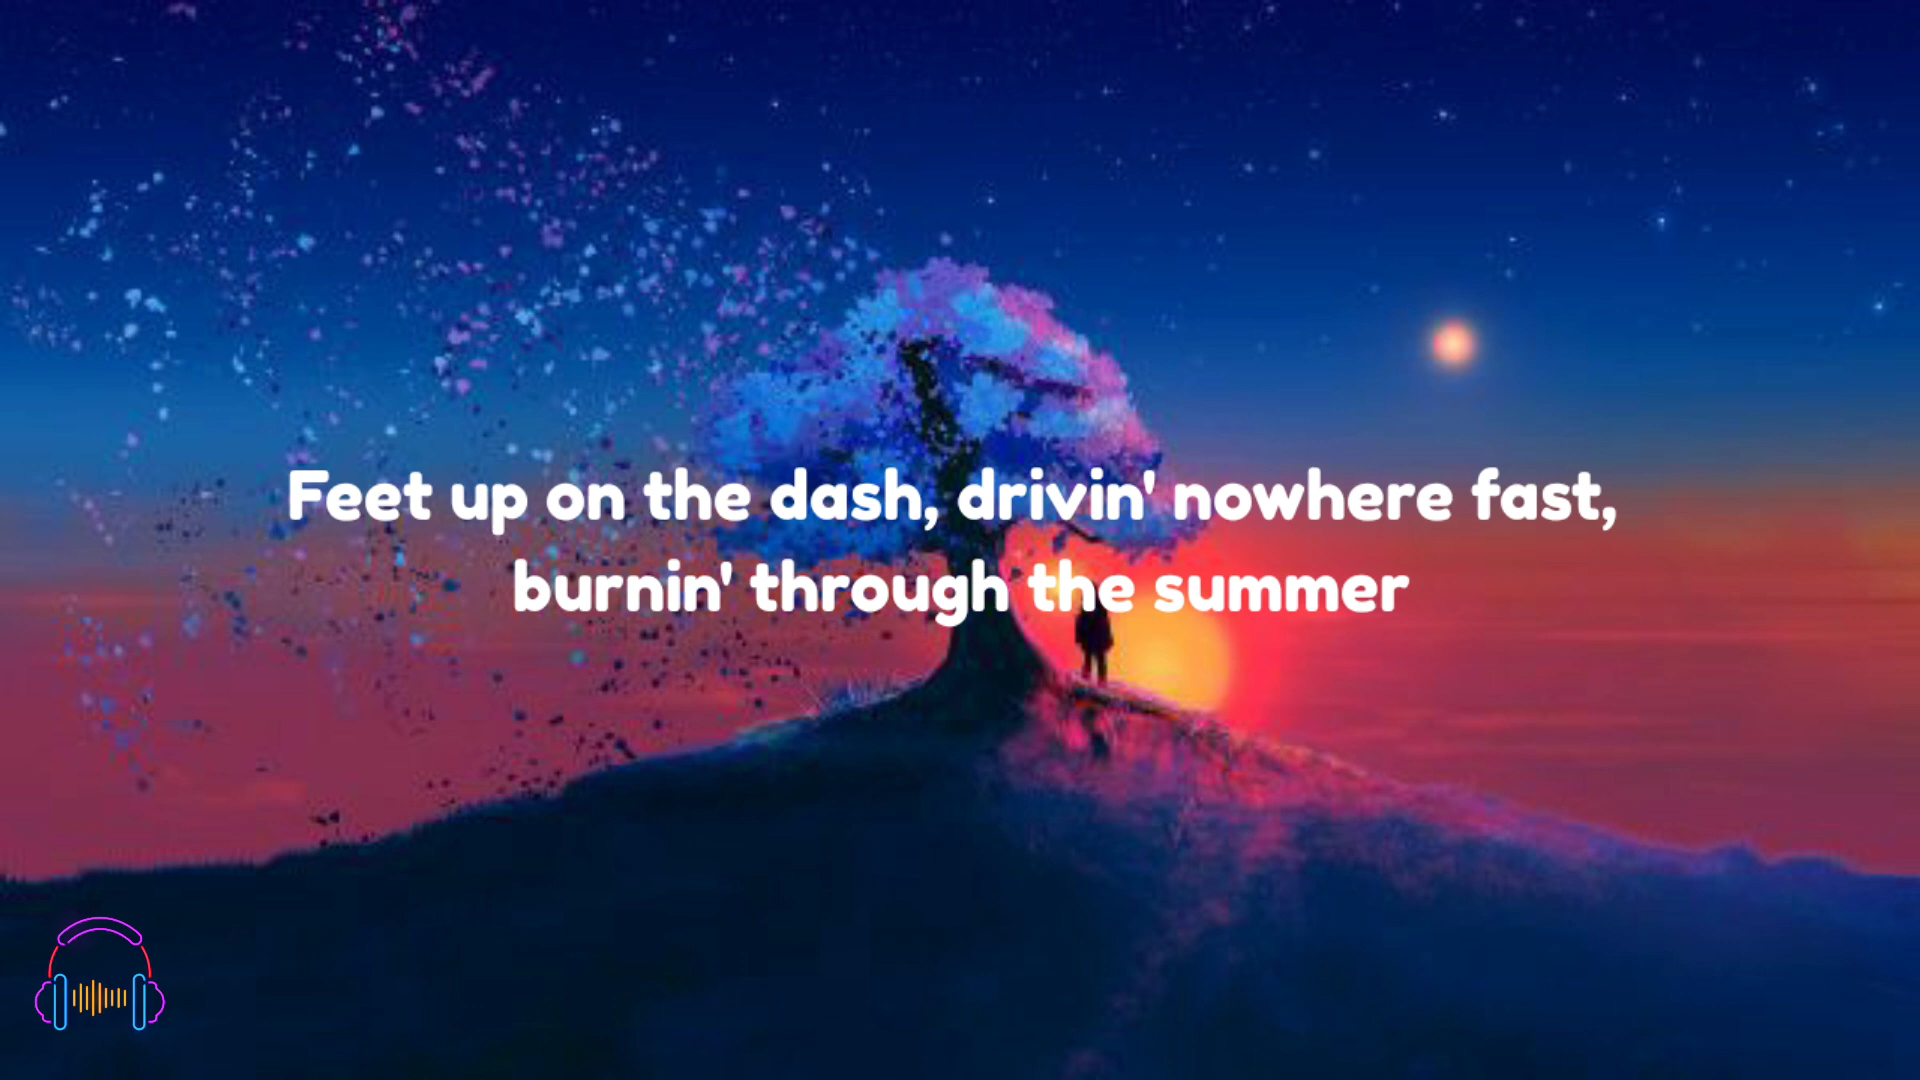 Feet up on the dash, drivin' nowhere fast,
burnin' through the summer